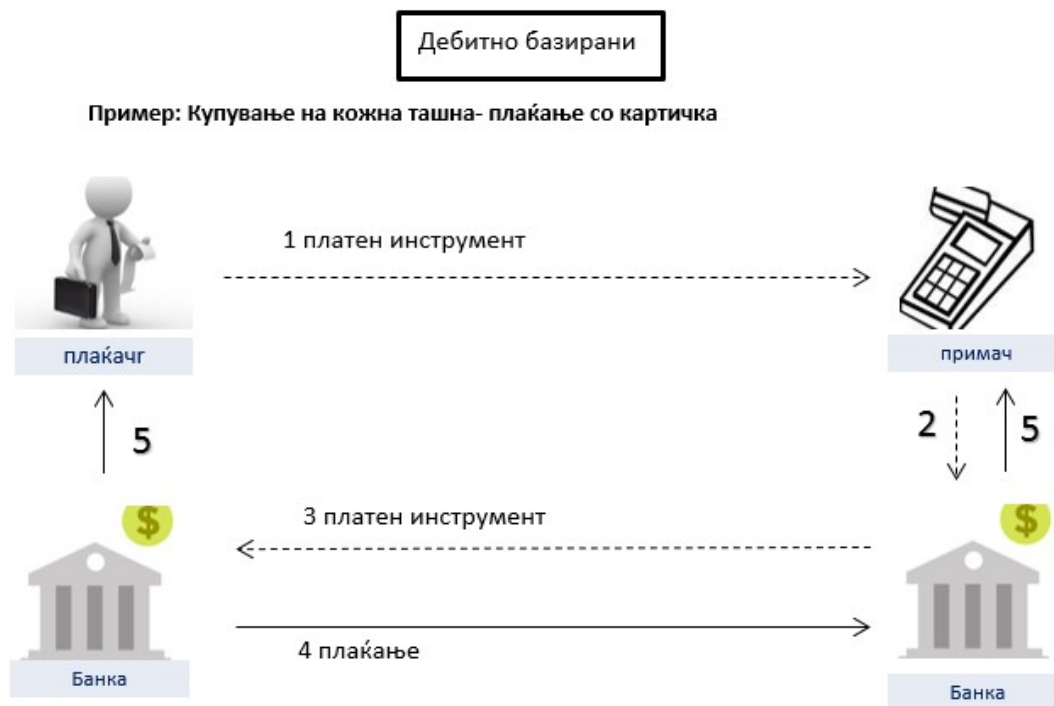 Дебитно базирани
Пример: Купување на кожна ташна- плаќање со картичка
1 платен инструмент
плаќачг
примач
5
2
5
3 платен инструмент
$
$
4 плаќање
Банка
Банка